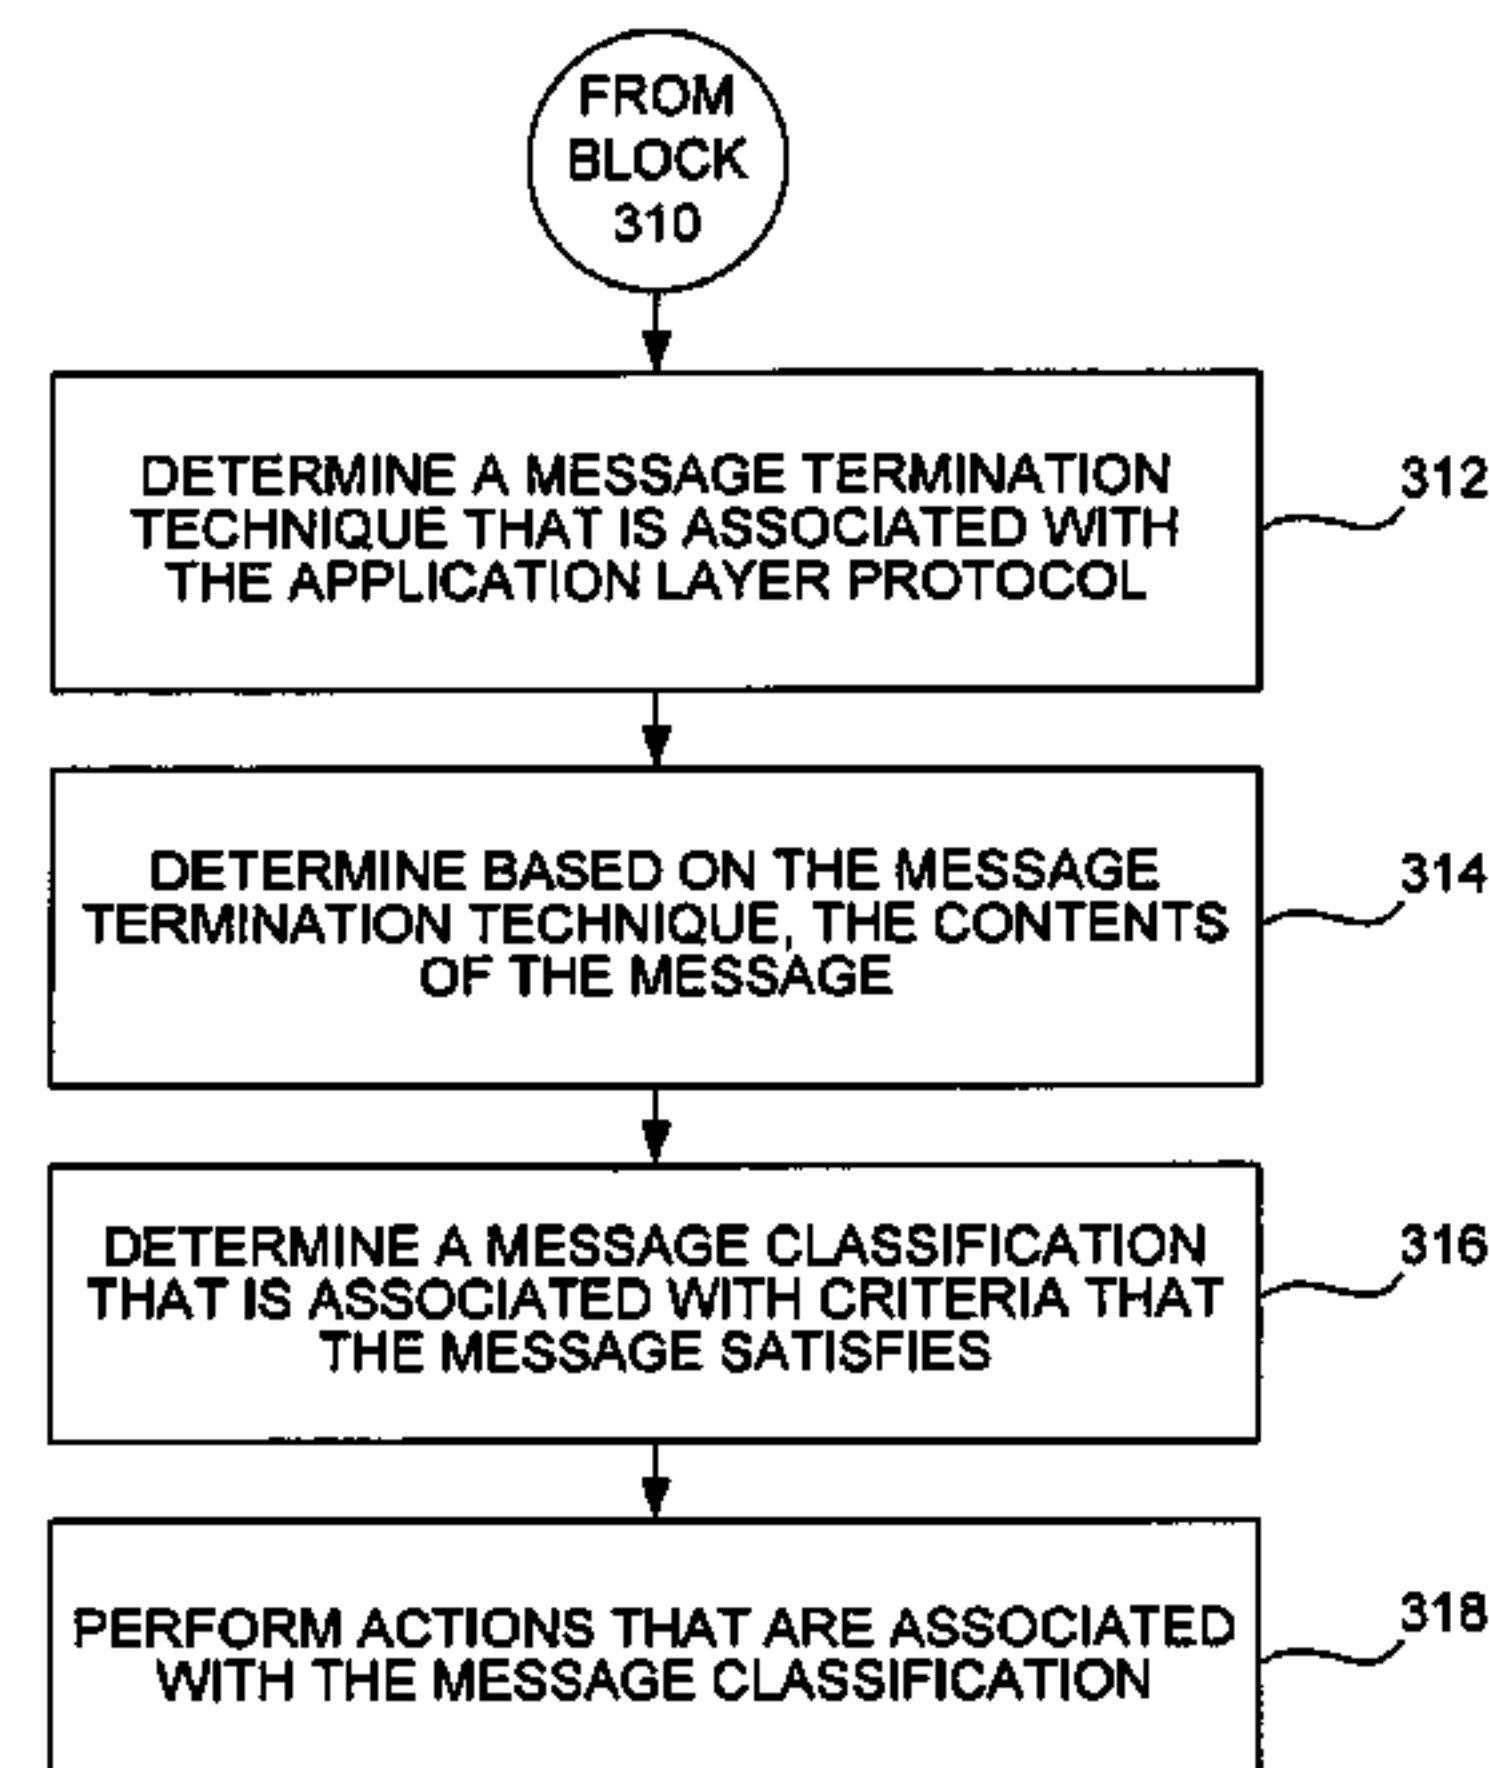 FROM
BLOCK
310
DETERMINE A MESSAGE TERMINATION
TECHNIQUE THAT IS ASSOCIATED WITH
THE APPLICATION LAYER PROTOCOL
312
DETERMINE BASED ON THE MESSAGE
TERMINATION TECHNIQUE, THE CONTENTS
OF THE MESSAGE
314
DETERMINE A MESSAGE CLASSIFICATION
THAT IS ASSOCIATED WITH CRITERIA THAT
THE MESSAGE SATISFIES
316
PERFORM ACTIONS THAT ARE ASSOCIATED
WITH THE MESSAGE CLASSIFICATION
318